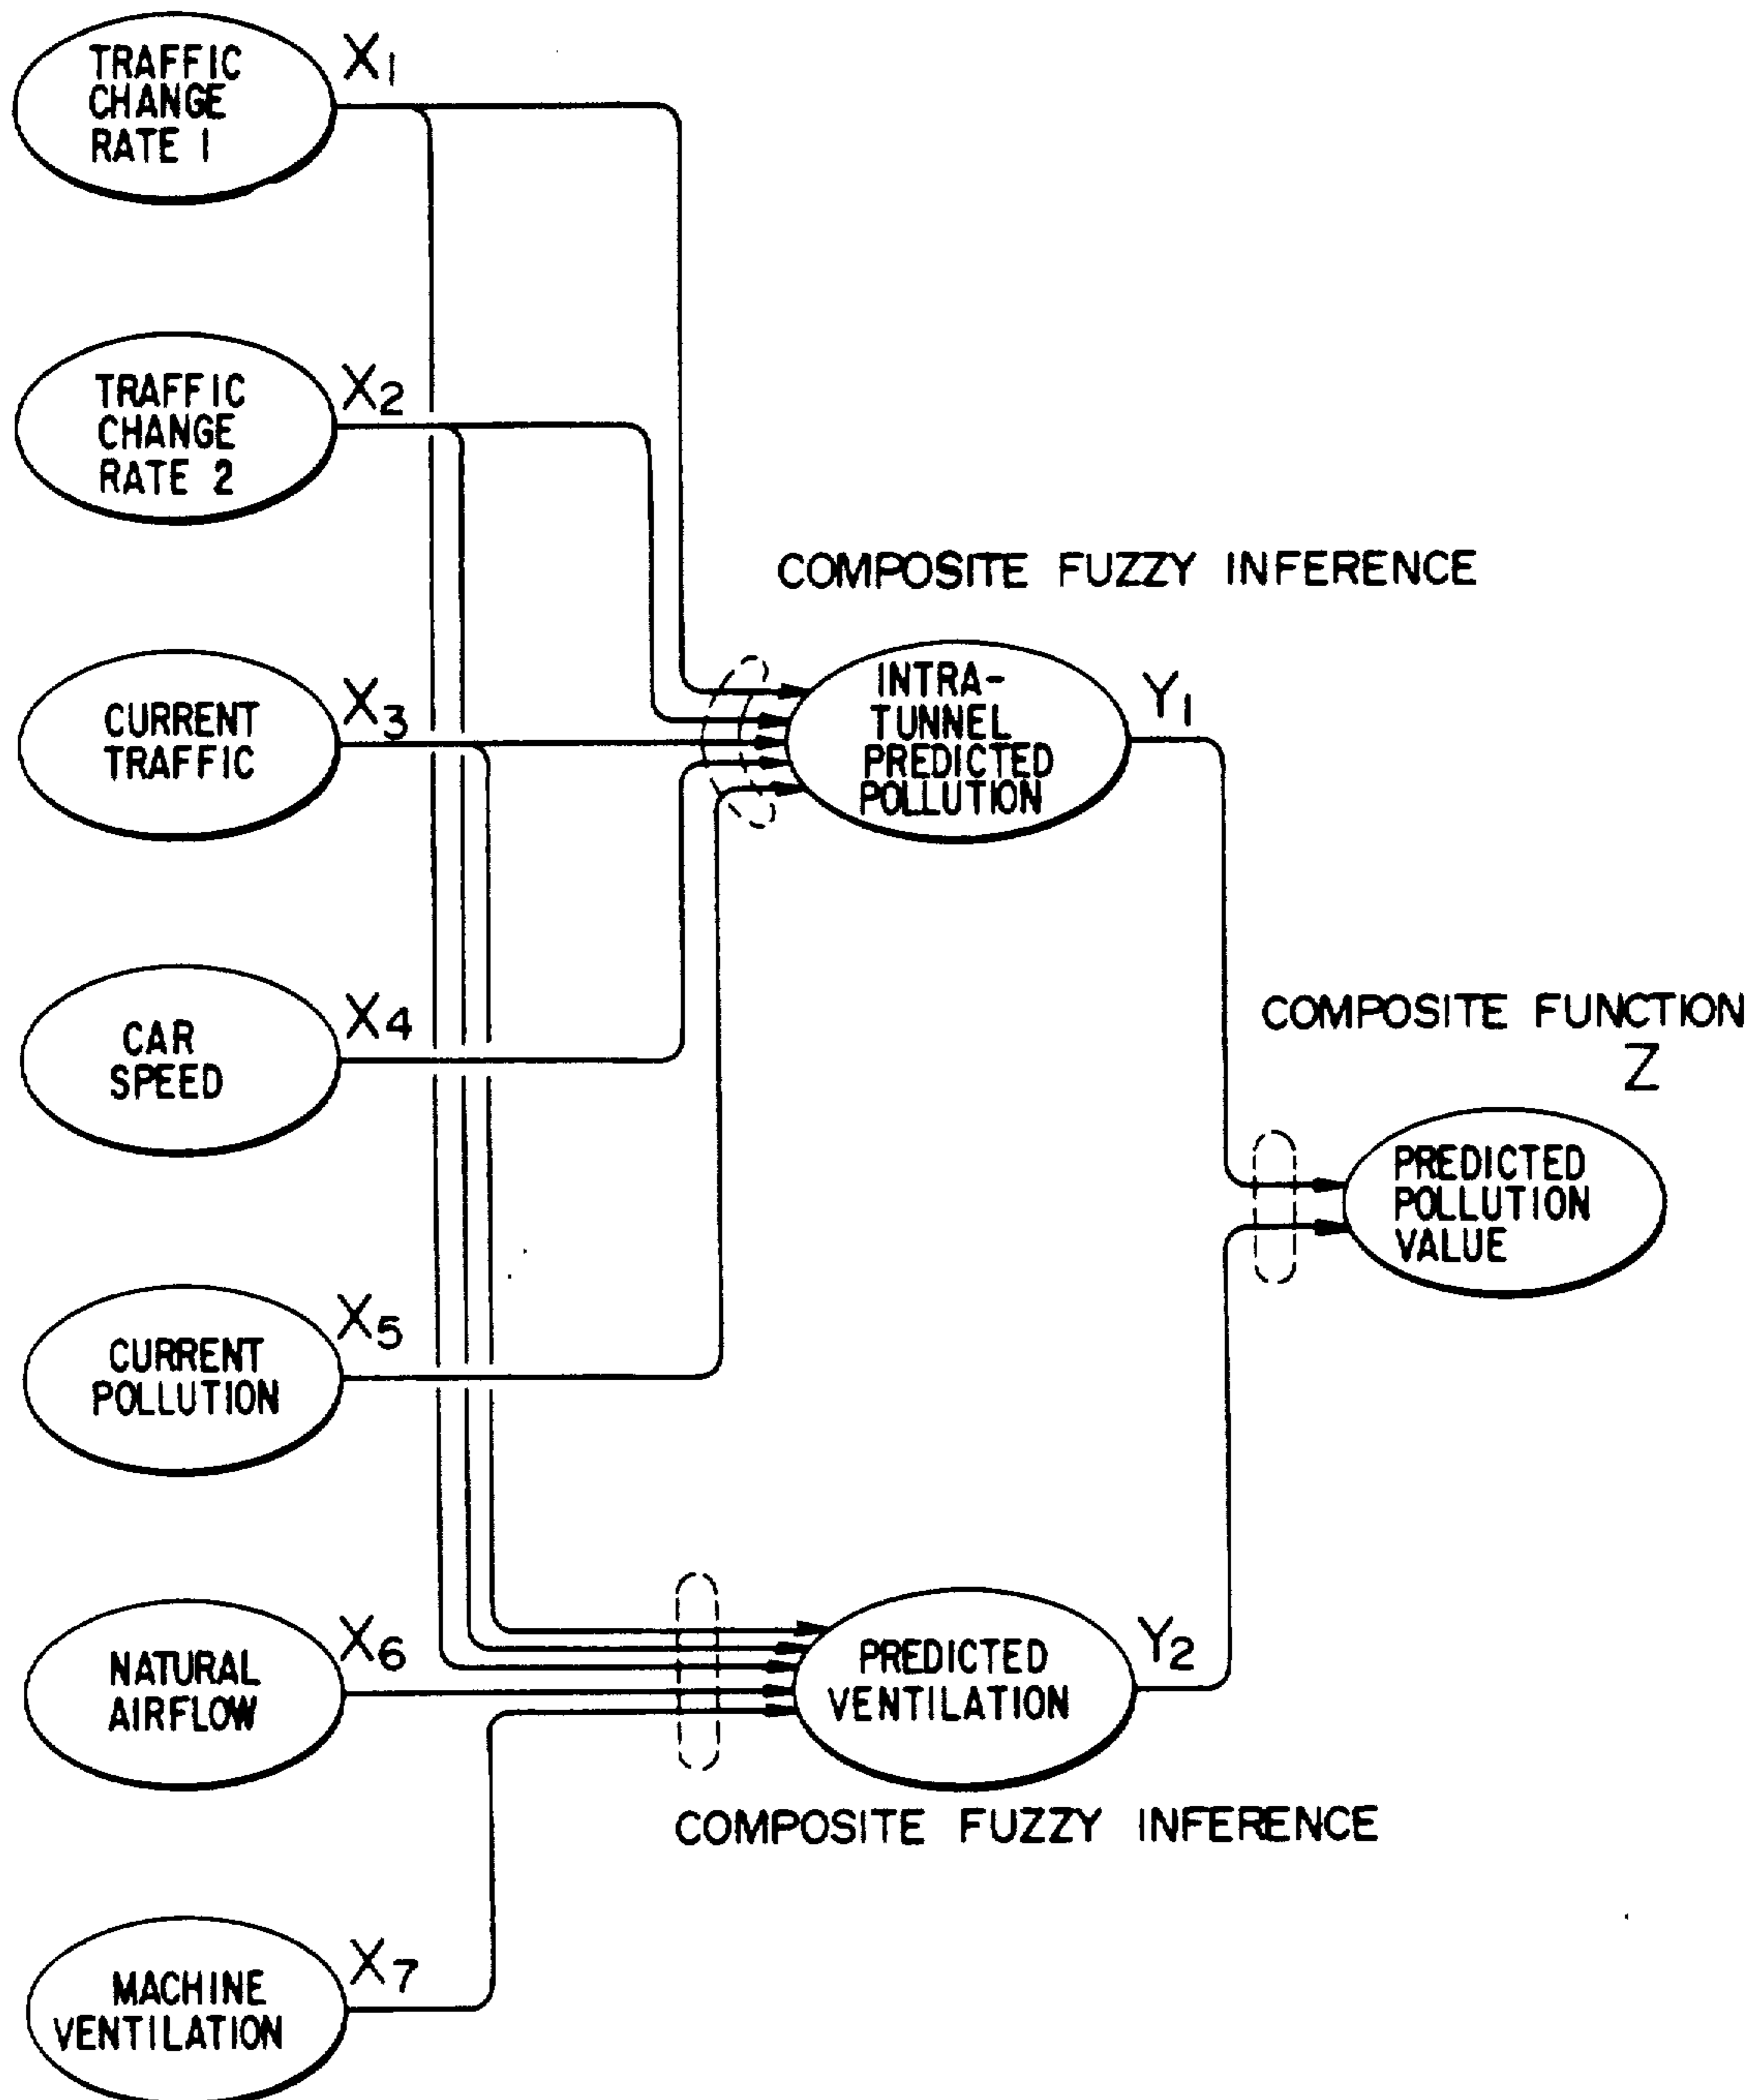 TRAFFIC
CHANGE
RATE 1
X1
TRAFFIC
CHANGE
RATE 2
X2
COMPOSITE FUZZY INFERENCE
CURRENT
TRAFFIC
X3
INTRA-
TUNNEL
PREDICTED
POLLUTION
Y1
CAR
SPEED
X4
COMPOSITE FUNCTION
Z
PREDICTED
POLLUTION
VALUE
CURRENT
POLLUTION
X5
NATURAL
AIRFLOW
X6
PREDICTED
VENTILATION
Y2
COMPOSITE FUZZY INFERENCE
MACHINE
VENTILATION
X7